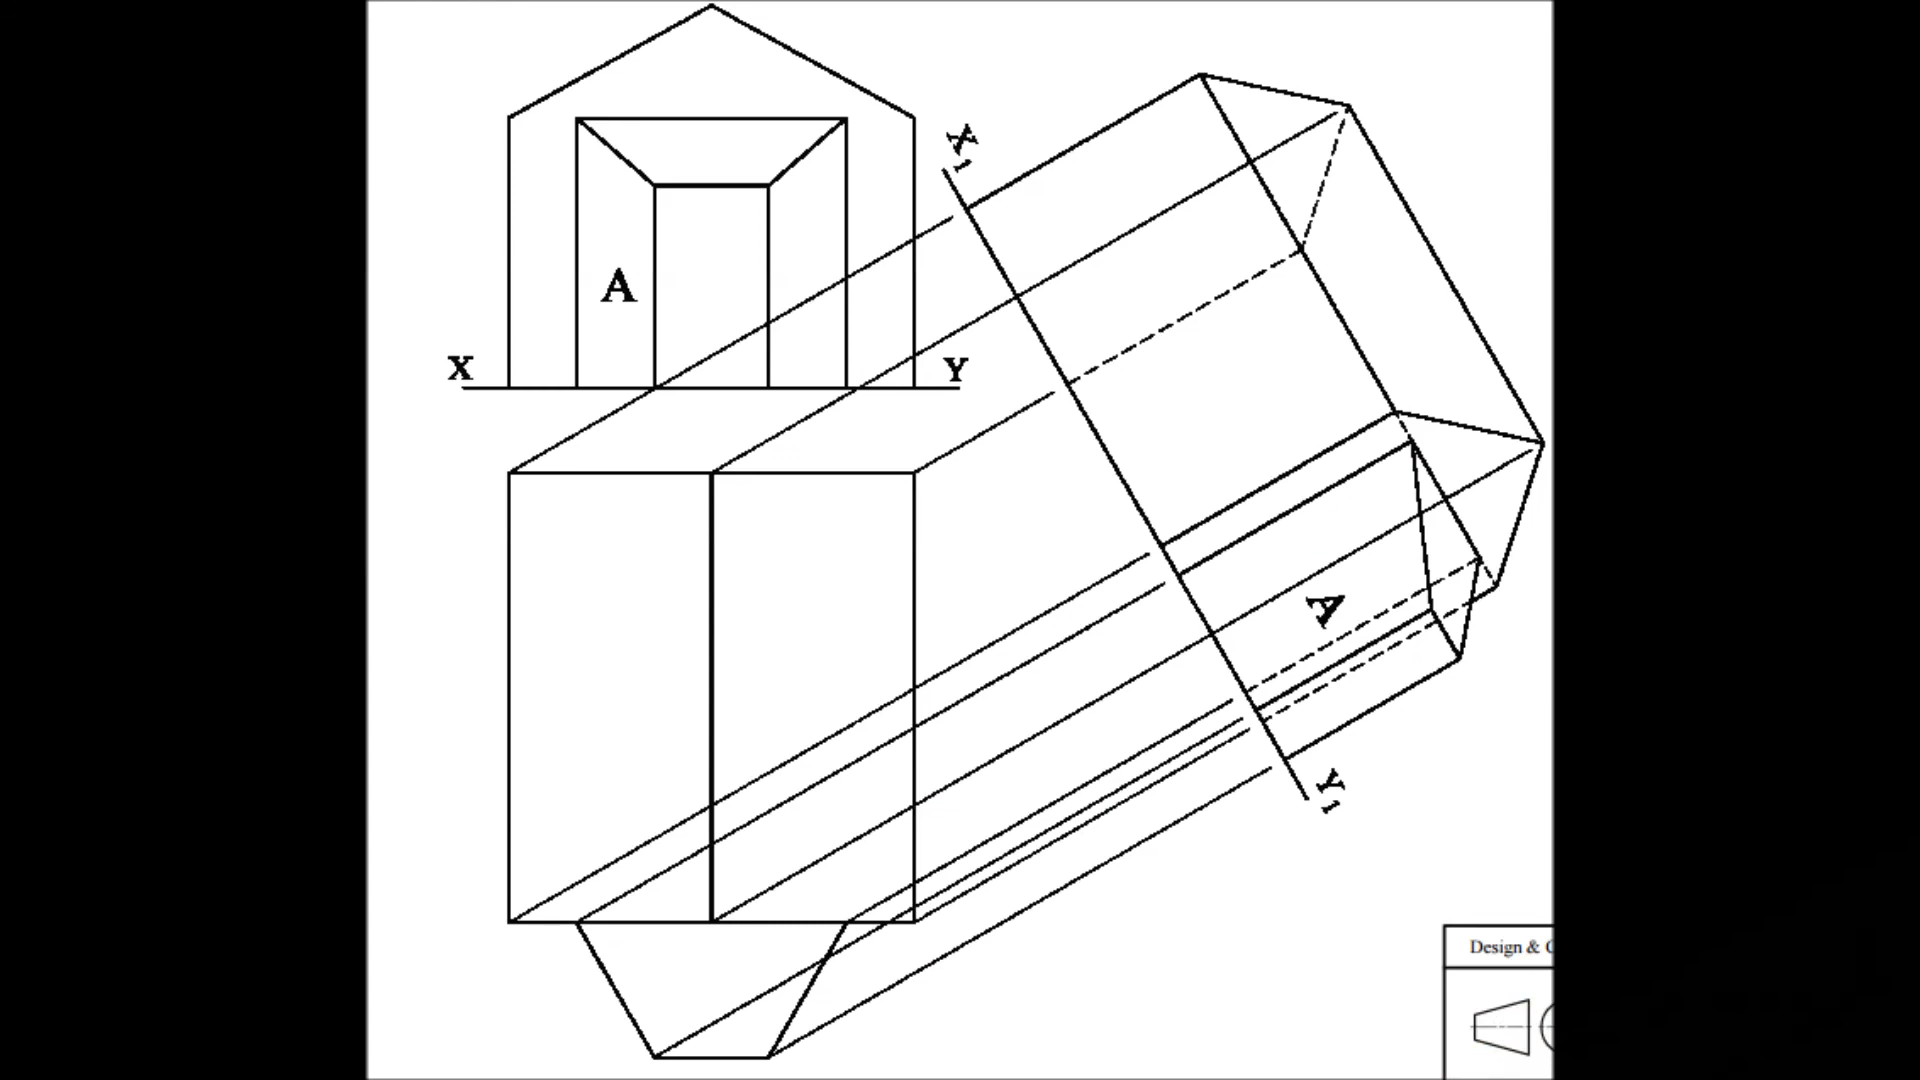 X₁
A
X Y
A
Y₁
Design &